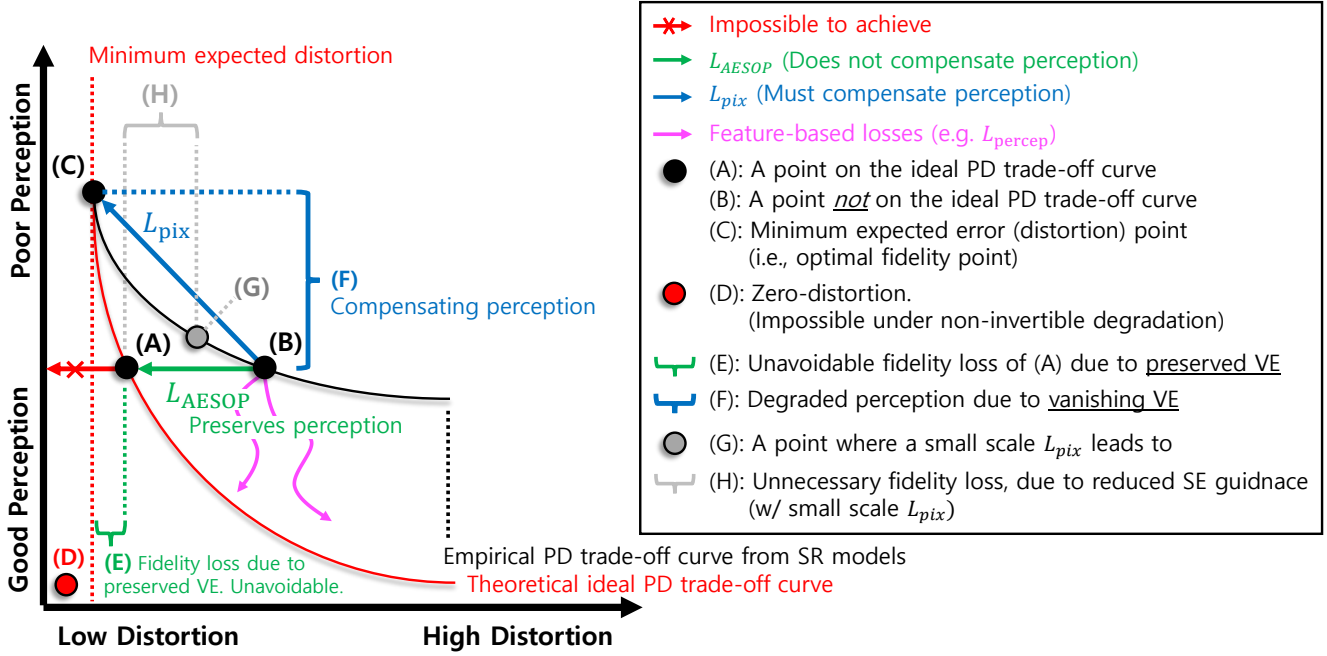 Minimum expected distortion
(H)
(C)
Poor Perception
L_pix
(G)
(F)
Compensating perception
(A)
(B)
L_AESOP
Preserves perception
Good Perception
(D)
(E) Fidelity loss due to
preserved VE. Unavoidable.
Empirical PD trade-off curve from SR models
Theoretical ideal PD trade-off curve
Low Distortion
High Distortion
Impossible to achieve
L_AESOP (Does not compensate perception)
L_pix (Must compensate perception)
Feature-based losses (e.g. L_percep)
(A): A point on the ideal PD trade-off curve
(B): A point not on the ideal PD trade-off curve
(C): Minimum expected error (distortion) point
(i.e., optimal fidelity point)
(D): Zero-distortion.
(Impossible under non-invertible degradation)
(E): Unavoidable fidelity loss of (A) due to preserved VE
(F): Degraded perception due to vanishing VE
(G): A point where a small scale L_pix leads to
(H): Unnecessary fidelity loss, due to reduced SE guidnace
(w/ small scale L_pix)